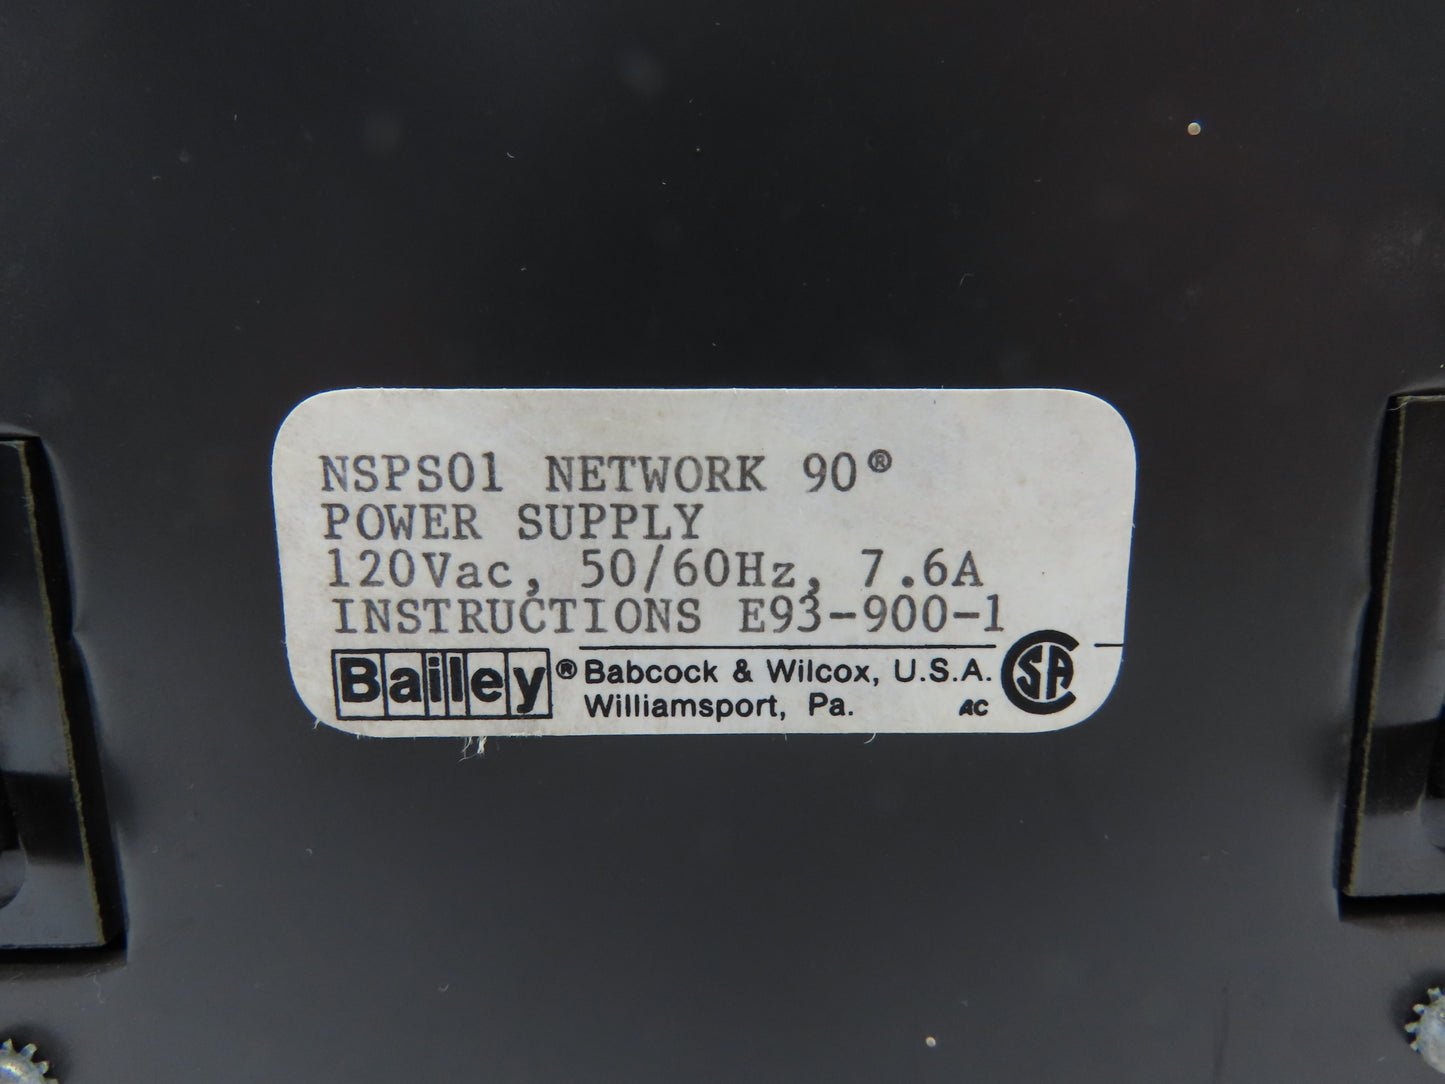 NSPS01 NETWORK 90®
POWER SUPPLY
120Vac, 50/60Hz, 7.6A
INSTRUCTIONS E93-900-1
Bailey® Babcock & Wilcox, U.S.A.
Williamsport, Pa. AC
SA